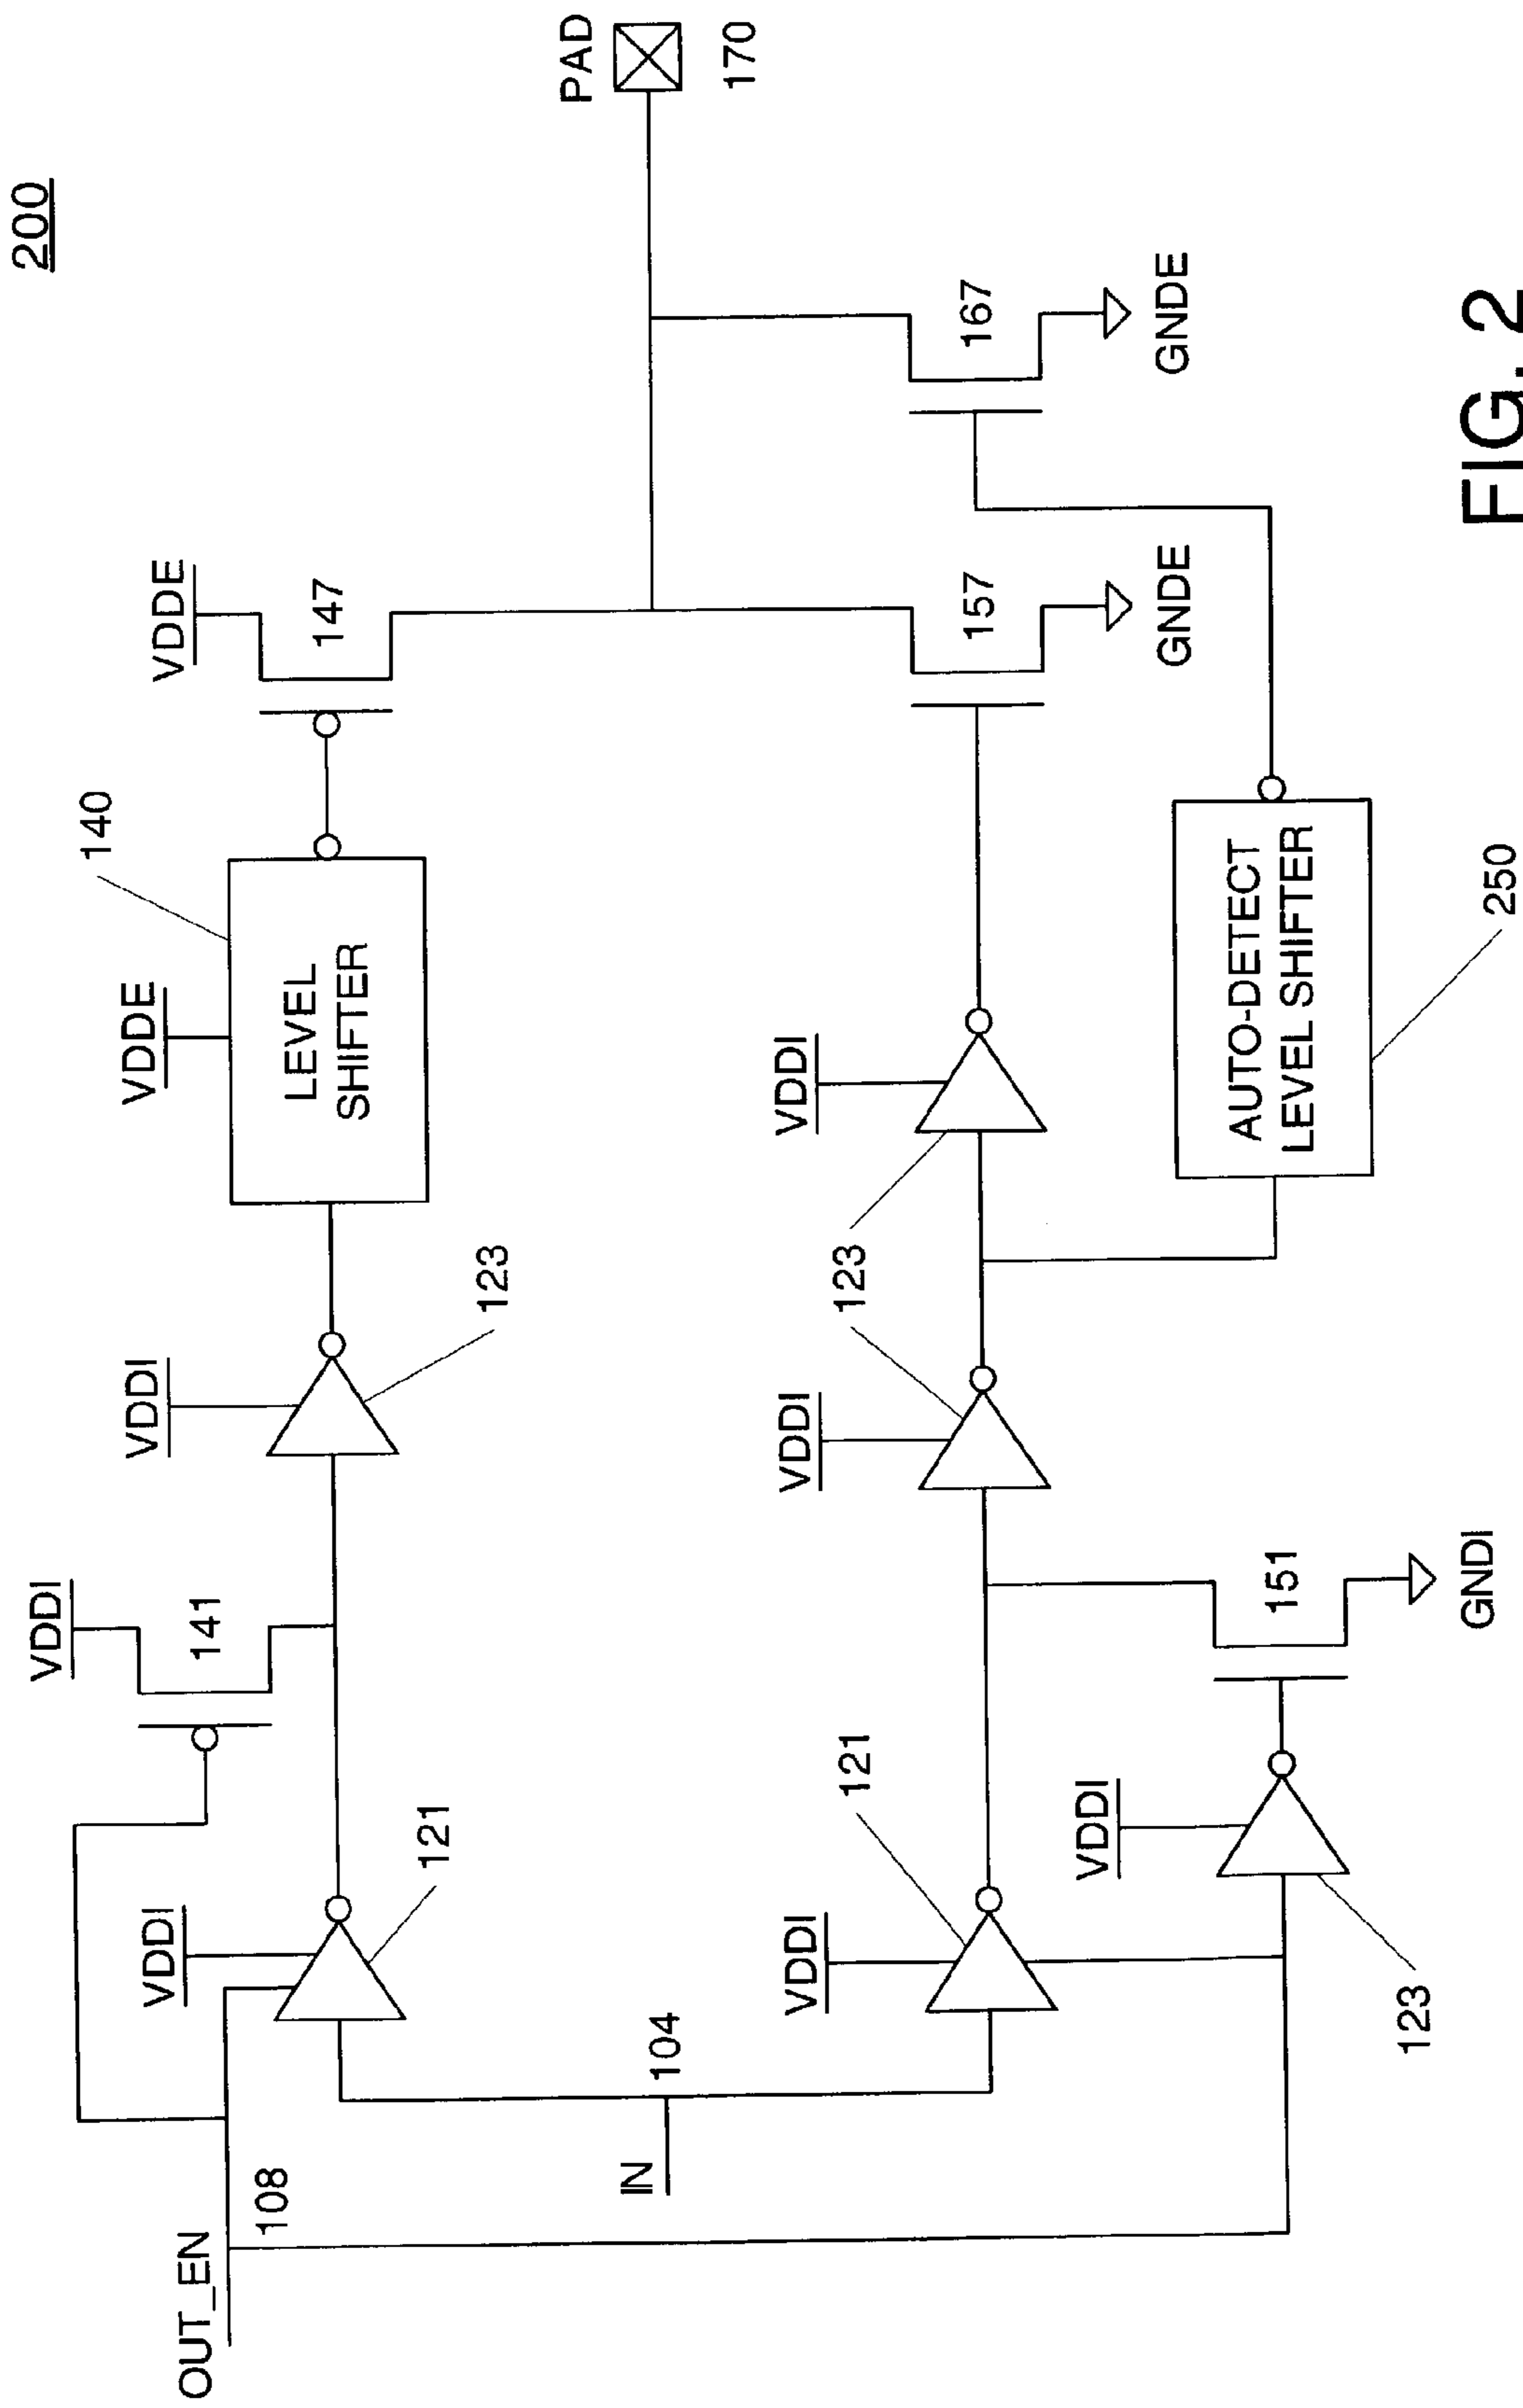 200
OUT_EN
108
VDDI
121
VDDI
141
VDDI
123
VDDE
LEVEL
SHIFTER
140
VDDE
147
PAD
170
IN
104
VDDI
121
VDDI
123
151
GNDI
VDDI
123
VDDI
AUTO-DETECT
LEVEL SHIFTER
250
157
GNDE
167
GNDE
FIG. 2